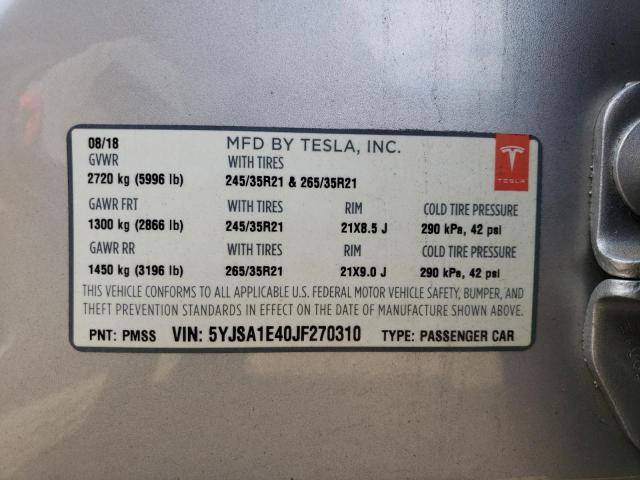 08/18 MFD BY TESLA, INC.
GVWR WITH TIRES
2720 kg (5996 lb) 245/35R21 & 265/35R21
GAWR FRT WITH TIRES RIM COLD TIRE PRESSURE
1300 kg (2866 lb) 245/35R21 21X8.5 J 290 kPa, 42 psi
GAWR RR WITH TIRES RIM COLD TIRE PRESSURE
1450 kg (3196 lb) 265/35R21 21X9.0 J 290 kPa, 42 psi
THIS VEHICLE CONFORMS TO ALL APPLICABLE U.S. FEDERAL MOTOR VEHICLE SAFETY, BUMPER, AND
THEFT PREVENTION STANDARDS IN EFFECT ON THE DATE OF MANUFACTURE SHOWN ABOVE.
PNT: PMSS VIN: 5YJSA1E40JF270310 TYPE: PASSENGER CAR
TESLA